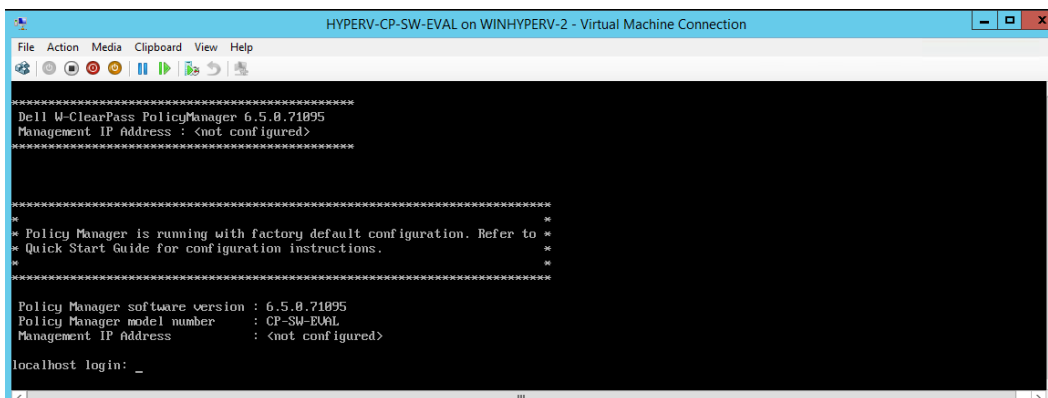 HYPERV-CP-SW-EVAL on WINHYPERV-2 - Virtual Machine Connection
File Action Media Clipboard View Help
***********************************************************
Dell W-ClearPass PolicyManager 6.5.0.71095
Management IP Address : <not configured>
***********************************************************
*******************************************************************************
* *
* Policy Manager is running with factory default configuration. Refer to *
* Quick Start Guide for configuration instructions. *
* *
*******************************************************************************
Policy Manager software version : 6.5.0.71095
Policy Manager model number : CP-SW-EVAL
Management IP Address : <not configured>
localhost login: _